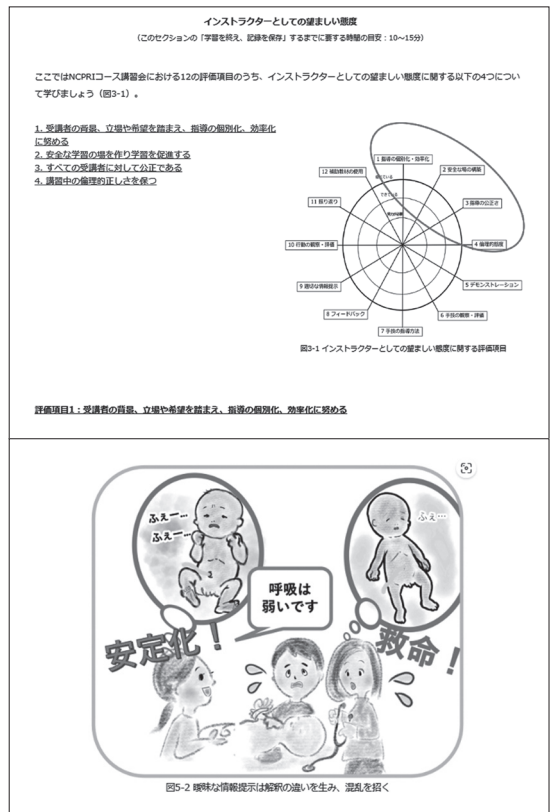 インストラクターとしての望ましい態度
（このセクションの「学習を終え、記録を保存」するまでに要する時間の目安：10～15分）
ここではNCPRIコース講習会における12の評価項目のうち、インストラクターとしての望ましい態度に関する以下の4つについ
て学びましょう（図3-1）。
1. 受講者の背景、立場や希望を踏まえ、指導の個別化、効率化
に努める
2. 安全な学習の場を作り学習を促進する
3. すべての受講者に対して公正である
4. 講習中の倫理的正しさを保つ
1 指導の個別化・効率化
2 安全な場の構築
3 指導の公正さ
4 倫理的態度
5 デモンストレーション
6 手技の観察・評価
7 手技の指導方法
8 フィードバック
9 適切な情報提示
10 行動の観察・評価
11 振り返り
12 補助教材の使用
できている
図3-1 インストラクターとしての望ましい態度に関する評価項目
評価項目1：受講者の背景、立場や希望を踏まえ、指導の個別化、効率化に努める
ふぇー…
ふぇー…
ふぇ…
呼吸は
弱いです
安定化！
救命！
図5-2 曖昧な情報提示は解釈の違いを生み、混乱を招く